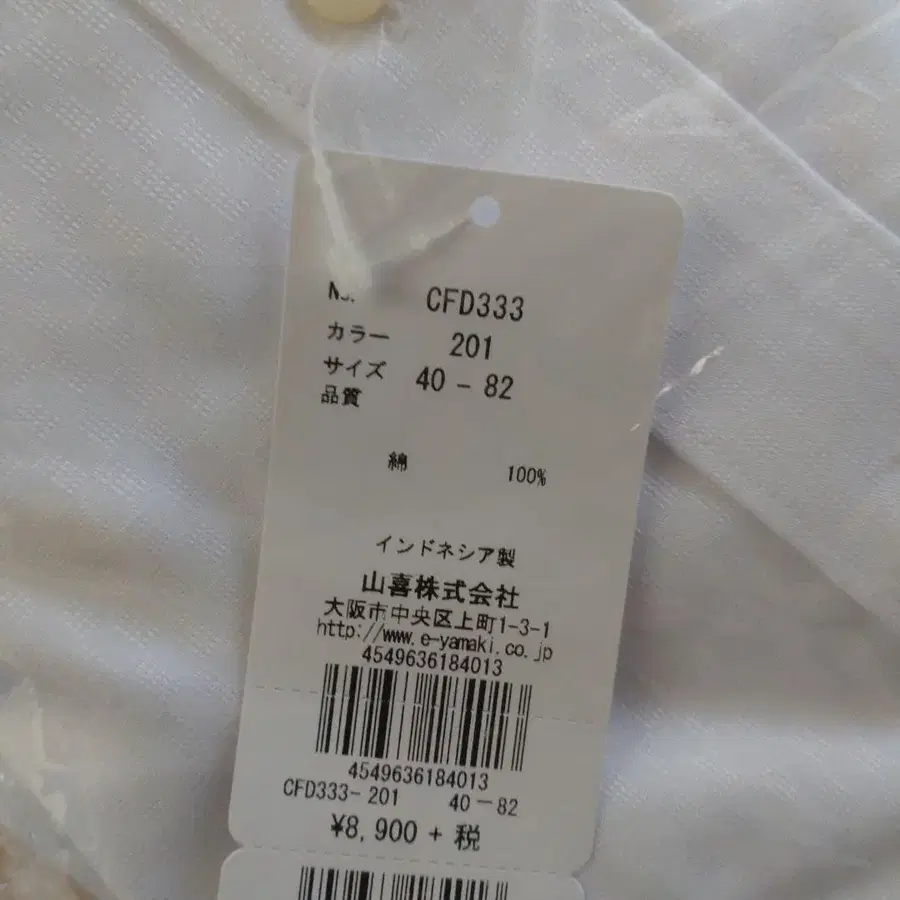 No. CFD333
カラー 201
サイズ 40 - 82
品質
綿 100%
インドネシア製
山喜株式会社
大阪市中央区上町1-3-1
http://www.e-yamaki.co.jp
4549636184013
4549636184013
CFD333-201 40-82
¥8,900 + 税